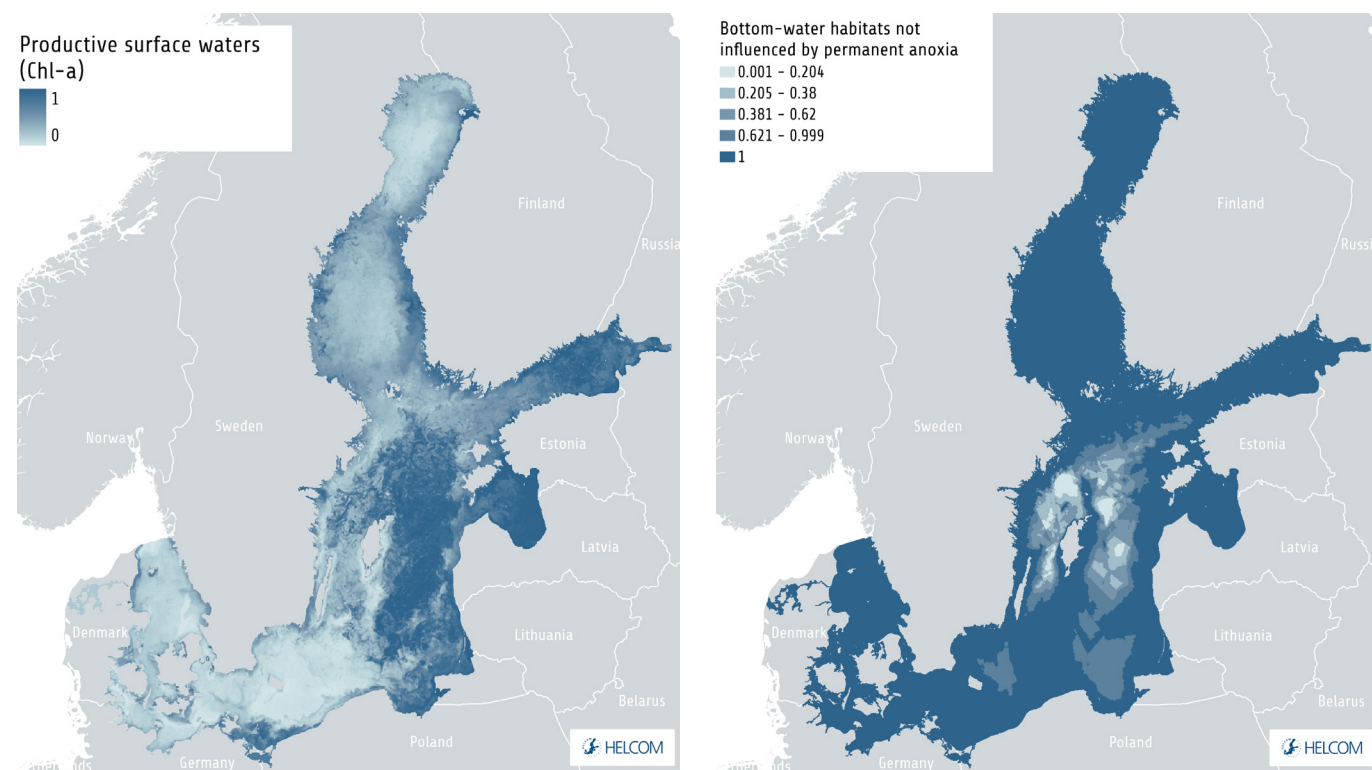 Productive surface waters
(Chl-a)
1
0
Finland
Russia
Norway
Sweden
Estonia
Latvia
Denmark
Lithuania
Belarus
Poland
Germany
HELCOM
Bottom-water habitats not
influenced by permanent anoxia
0.001 - 0.204
0.205 - 0.38
0.381 - 0.62
0.621 - 0.999
1
Finland
Russi
Norway
Sweden
Estonia
Latvia
Denmark
Lithuania
Belarus
Poland
Germany
HELCOM